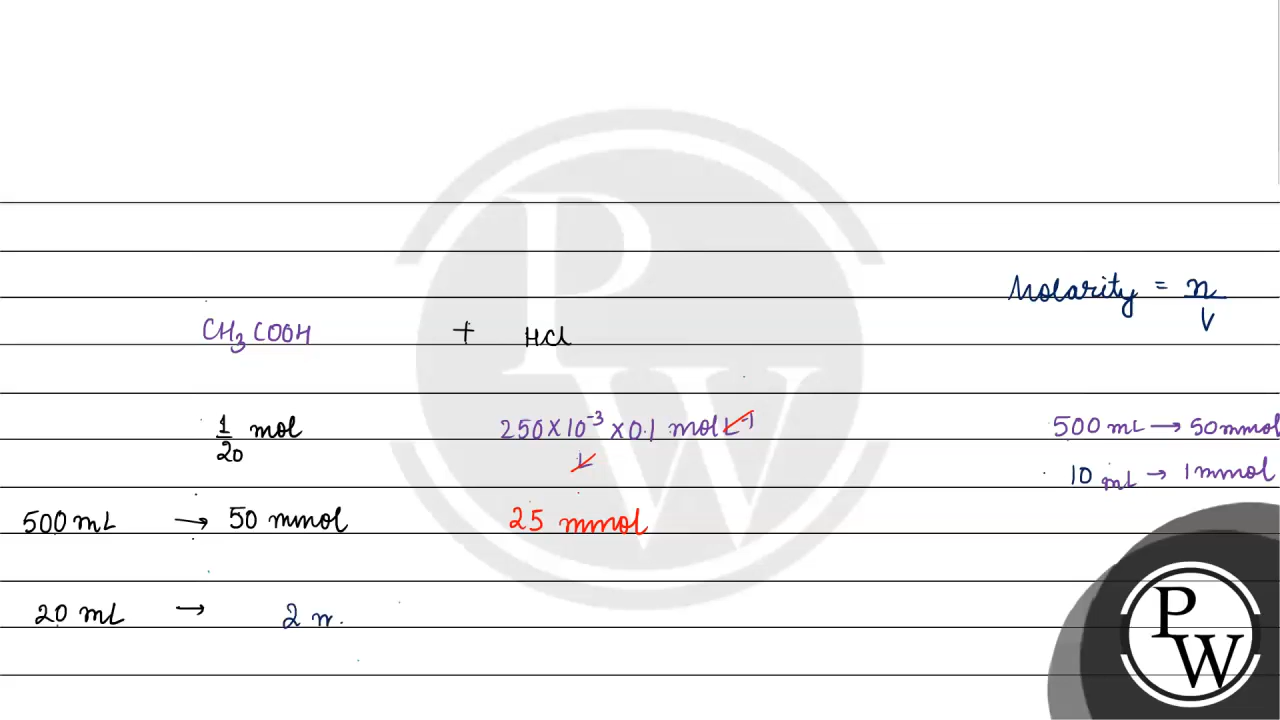 Molarity = n/V
CH₃COOH + HCl
1/20 mol 250×10⁻³ ×0.1 mol L⁻¹
L
500 mL → 50 mmol
10 mL → 1 mmol
500 mL → 50 mmol 25 mmol
20 mL → 2 m
P
W
PW